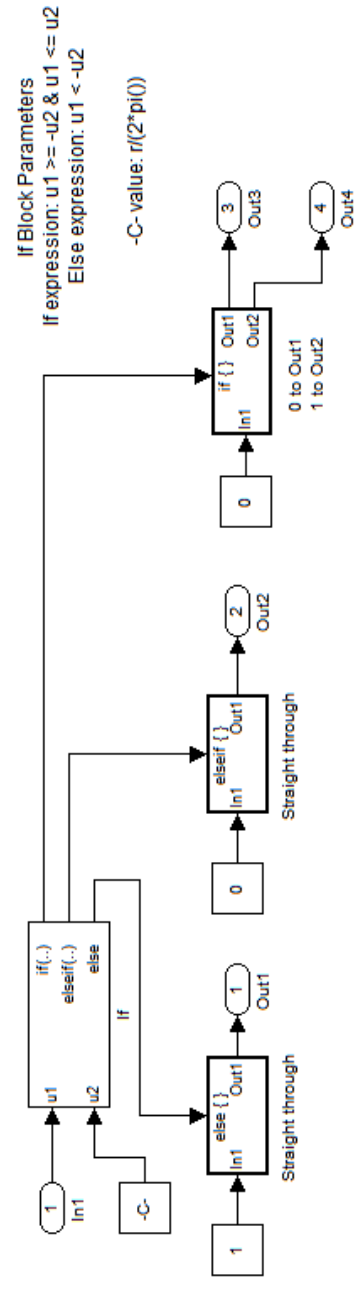 If Block Parameters
If expression: u1 >= -u2 & u1 <= u2
Else expression: u1 < -u2
-C- value: r/(2*pi())
1
In1
-C-
u1
u2
if(..)
elseif(..)
else
If
1
In1
else { }
Out1
Straight through
1
Out1
0
In1
elseif { }
Out1
Straight through
2
Out2
0
In1
if { }
Out1
Out2
0 to Out1
1 to Out2
3
Out3
4
Out4